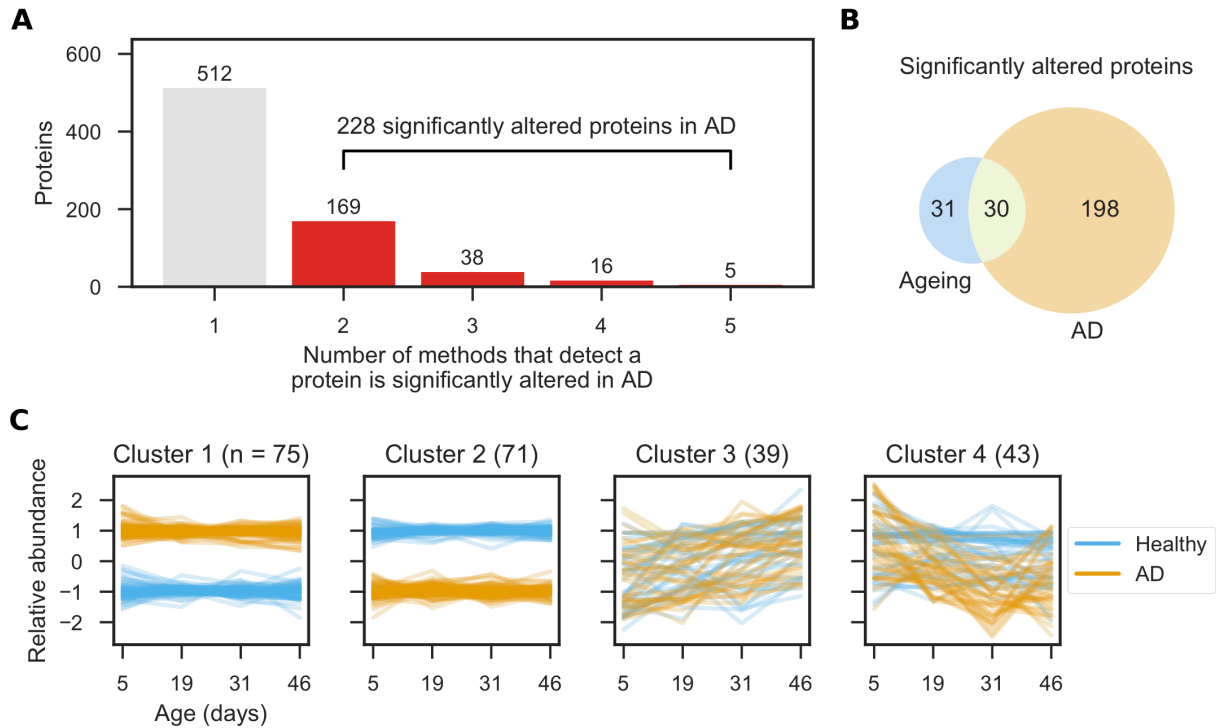 A
600
400
200
0
Proteins
512
169
38
16
5
228 significantly altered proteins in AD
1
2
3
4
5
Number of methods that detect a
protein is significantly altered in AD
B
Significantly altered proteins
31
30
198
Ageing
AD
C
Cluster 1 (n = 75)
Cluster 2 (71)
Cluster 3 (39)
Cluster 4 (43)
Relative abundance
2
1
0
−1
−2
5
19
31
46
5
19
31
46
5
19
31
46
5
19
31
46
Age (days)
Healthy
AD